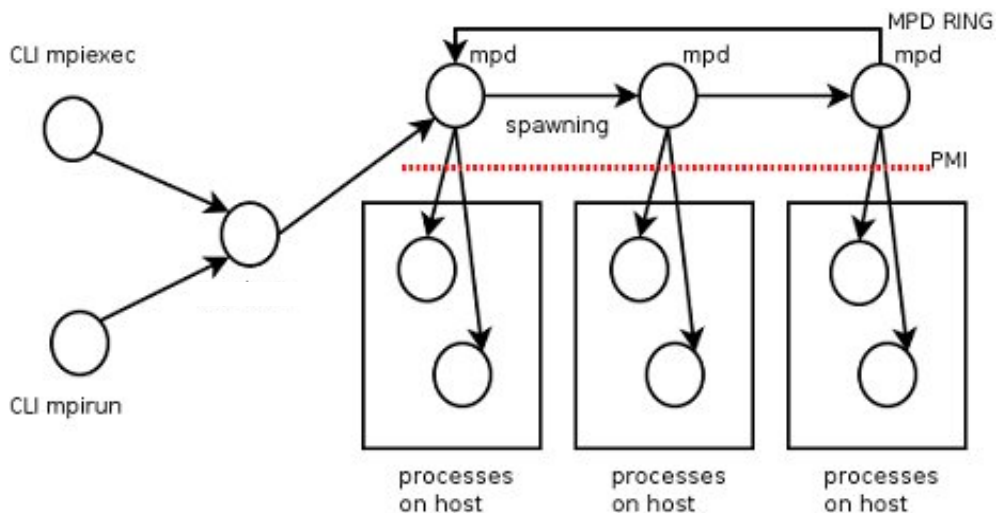 MPD RING
CLI mpiexec
mpd
mpd
mpd
spawning
PMI
CLI mpirun
processes
on host
processes
on host
processes
on host